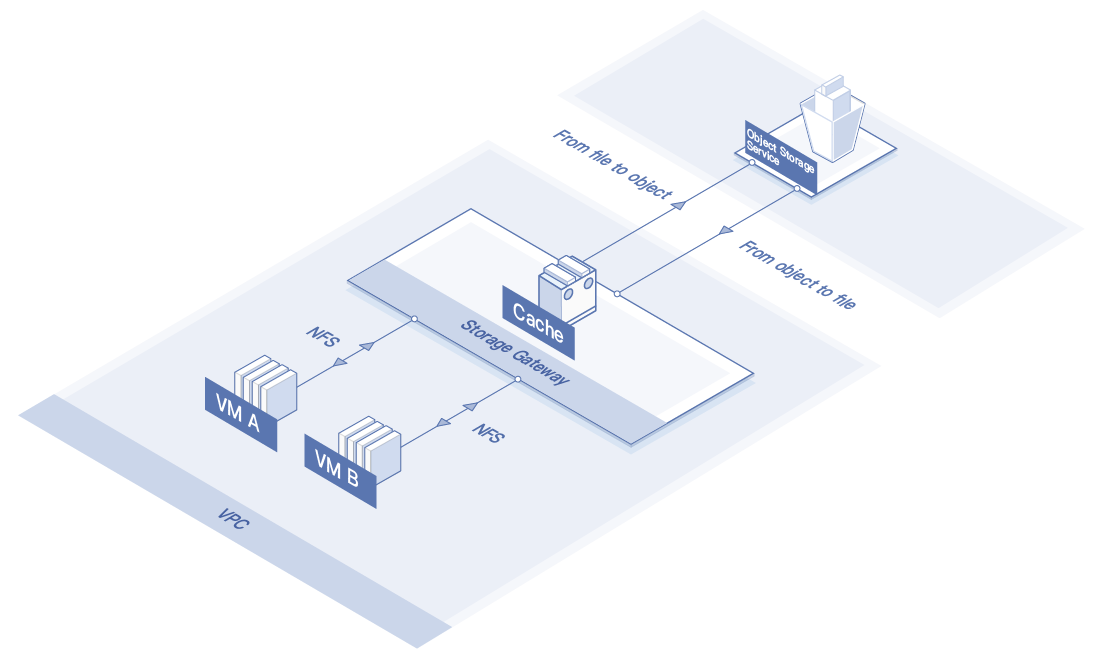 Object Storage
Service
From file to object
From object to file
Cache
Storage Gateway
NFS
VM A
NFS
VM B
VPC